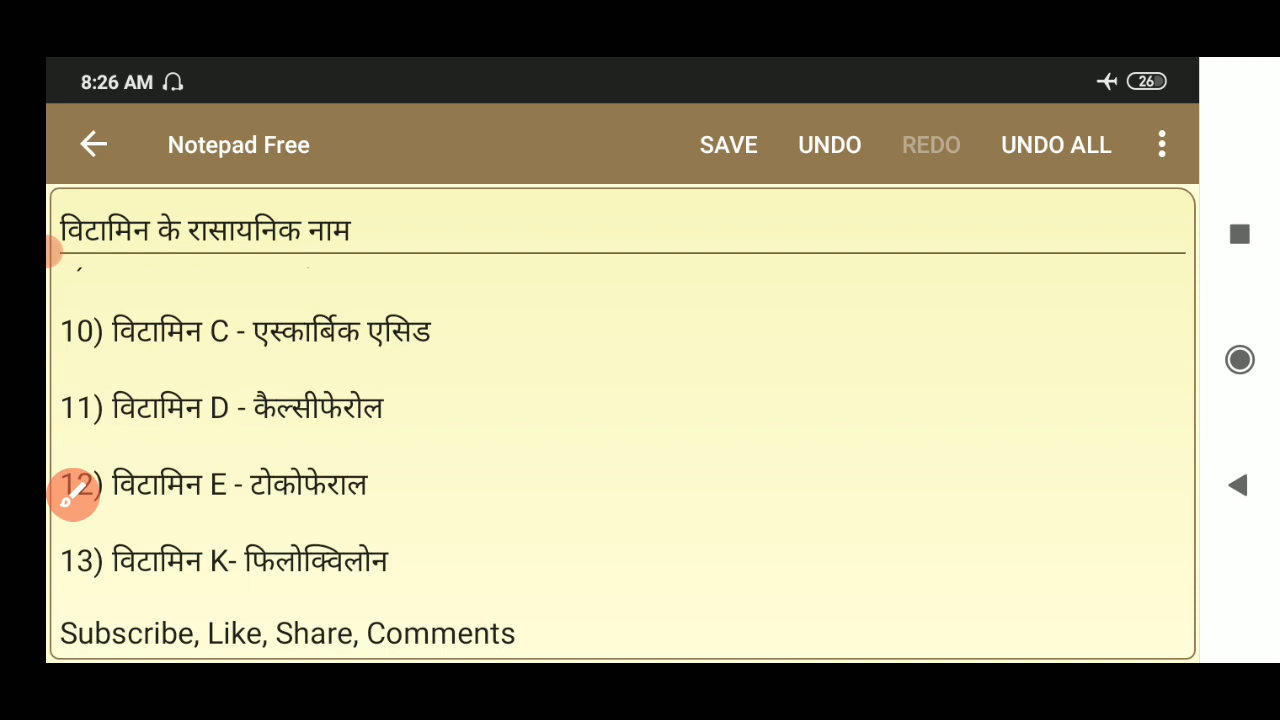 8:26 AM 26
Notepad Free SAVE UNDO REDO UNDO ALL
विटामिन के रासायनिक नाम
10) विटामिन C - एस्कार्बिक एसिड
11) विटामिन D - कैल्सीफेरोल
12) विटामिन E - टोकोफेराल
13) विटामिन K- फिलोक्विलोन
Subscribe, Like, Share, Comments